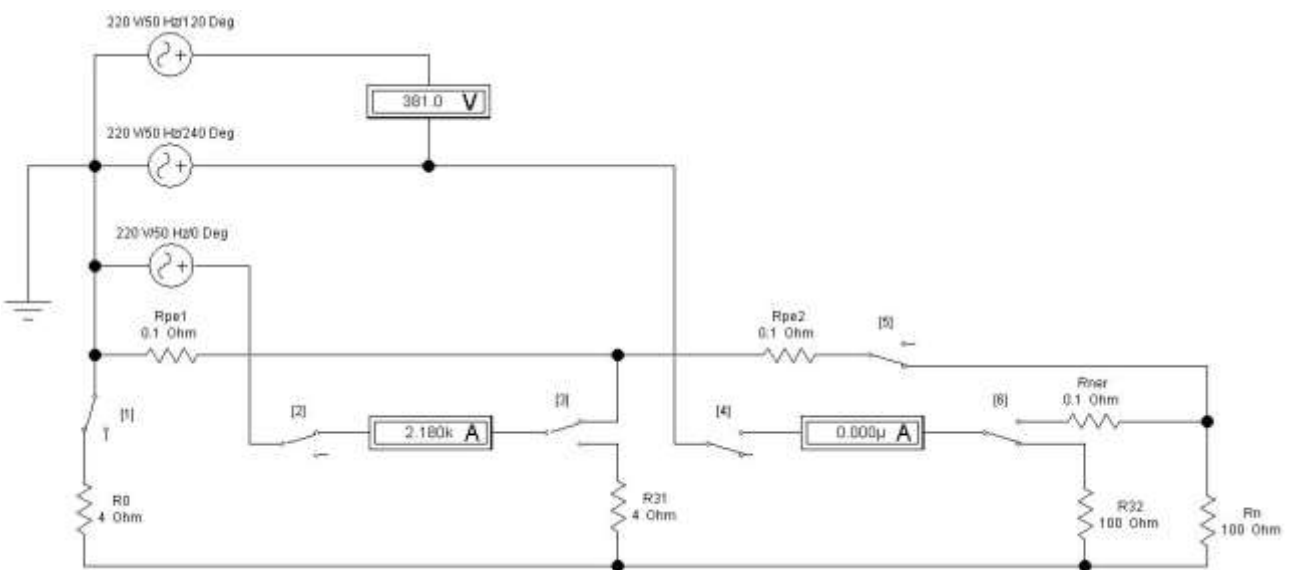 220 V/50 Hz/120 Deg
381.0 V
220 V/50 Hz/240 Deg
220 V/50 Hz/0 Deg
Rpe1
0.1 Ohm
Rpe2
0.1 Ohm
[5]
Rner
0.1 Ohm
[1]
[2]
2.180k A
[3]
[4]
0.000µ A
[6]
R0
4 Ohm
R31
4 Ohm
R32
100 Ohm
Rn
100 Ohm